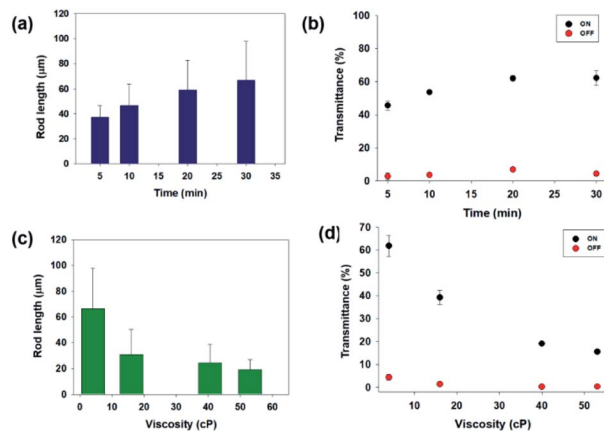 (a)
Rod length (μm)
120
100
80
60
40
20
0
5 10 15 20 25 30 35
Time (min)
(b)
Transmittance (%)
100
80
60
40
20
0
5 10 15 20 25 30
Time (min)
ON
OFF
(c)
Rod length (μm)
120
100
80
60
40
20
0
0 10 20 30 40 50 60
Viscosity (cP)
(d)
Transmittance (%)
70
60
50
40
30
20
10
0
10 20 30 40 50
Viscosity (cP)
ON
OFF